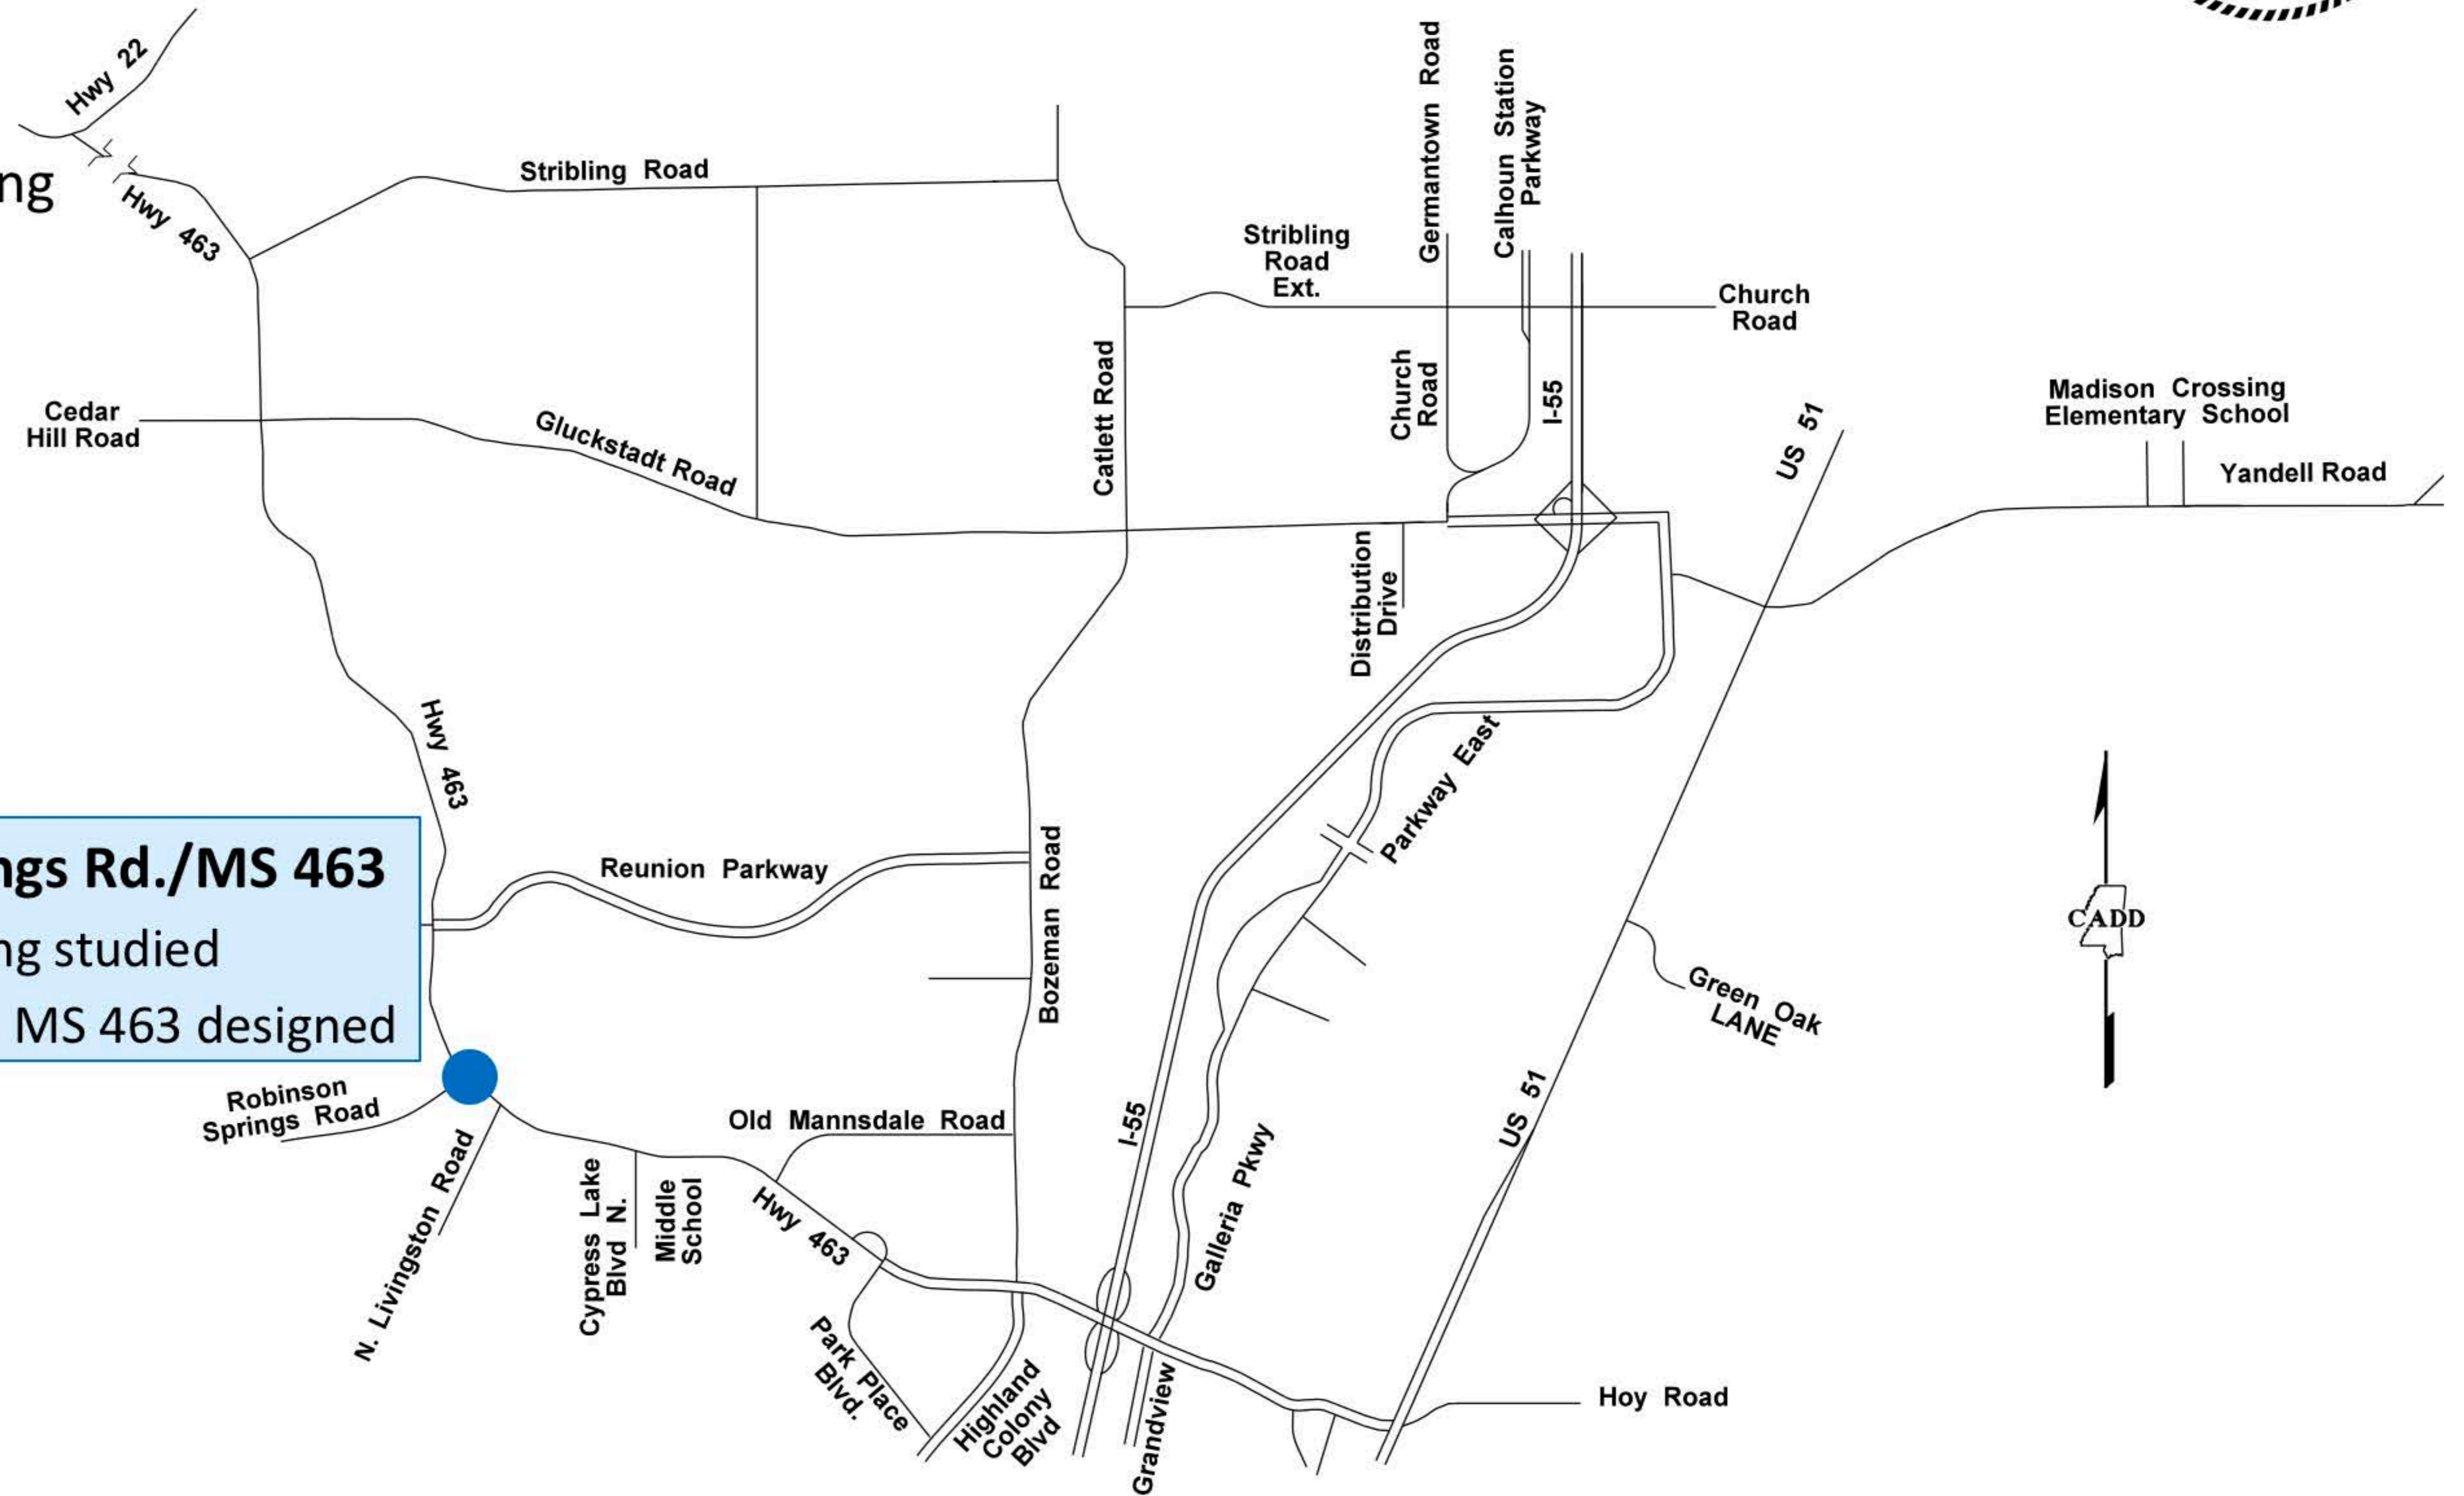 Hwy 22
ng
Hwy 463
Stribling Road
Germantown Road
Calhoun Station
Parkway
Stribling
Road
Ext.
Church
Road
Church
Road
I-55
Catlett Road
Cedar
Hill Road
Gluckstadt Road
US 51
Madison Crossing
Elementary School
Yandell Road
Distribution
Drive
Hwy 463
Parkway East
ngs Rd./MS 463
ng studied
MS 463 designed
Reunion Parkway
Bozeman Road
CADD
Green Oak
LANE
Robinson
Springs Road
N. Livingston Road
Old Mannsdale Road
I-55
US 51
Cypress Lake
Blvd N.
Middle
School
Hwy 463
Galleria Pkwy
Park Place
Blvd.
Highland
Colony
Blvd
Grandview
Hoy Road